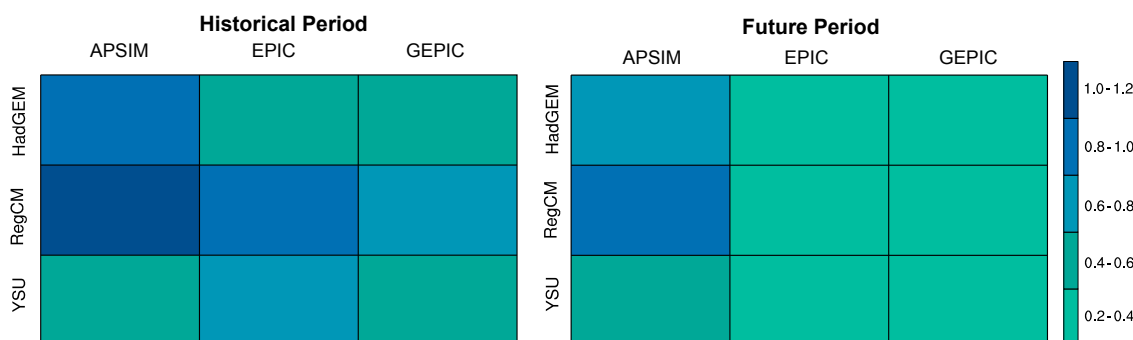 Historical Period
APSIM EPIC GEPIC
HadGEM
RegCM
YSU
Future Period
APSIM EPIC GEPIC
HadGEM
RegCM
YSU
1.0-1.2
0.8-1.0
0.6-0.8
0.4-0.6
0.2-0.4